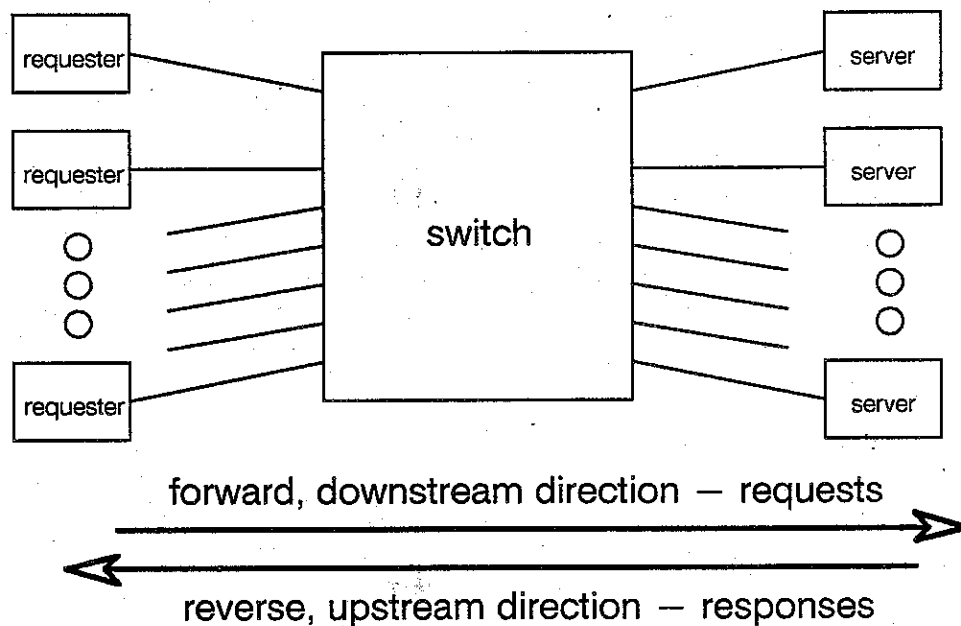 requester
server
requester
server
switch
requester
server
forward, downstream direction — requests
reverse, upstream direction — responses